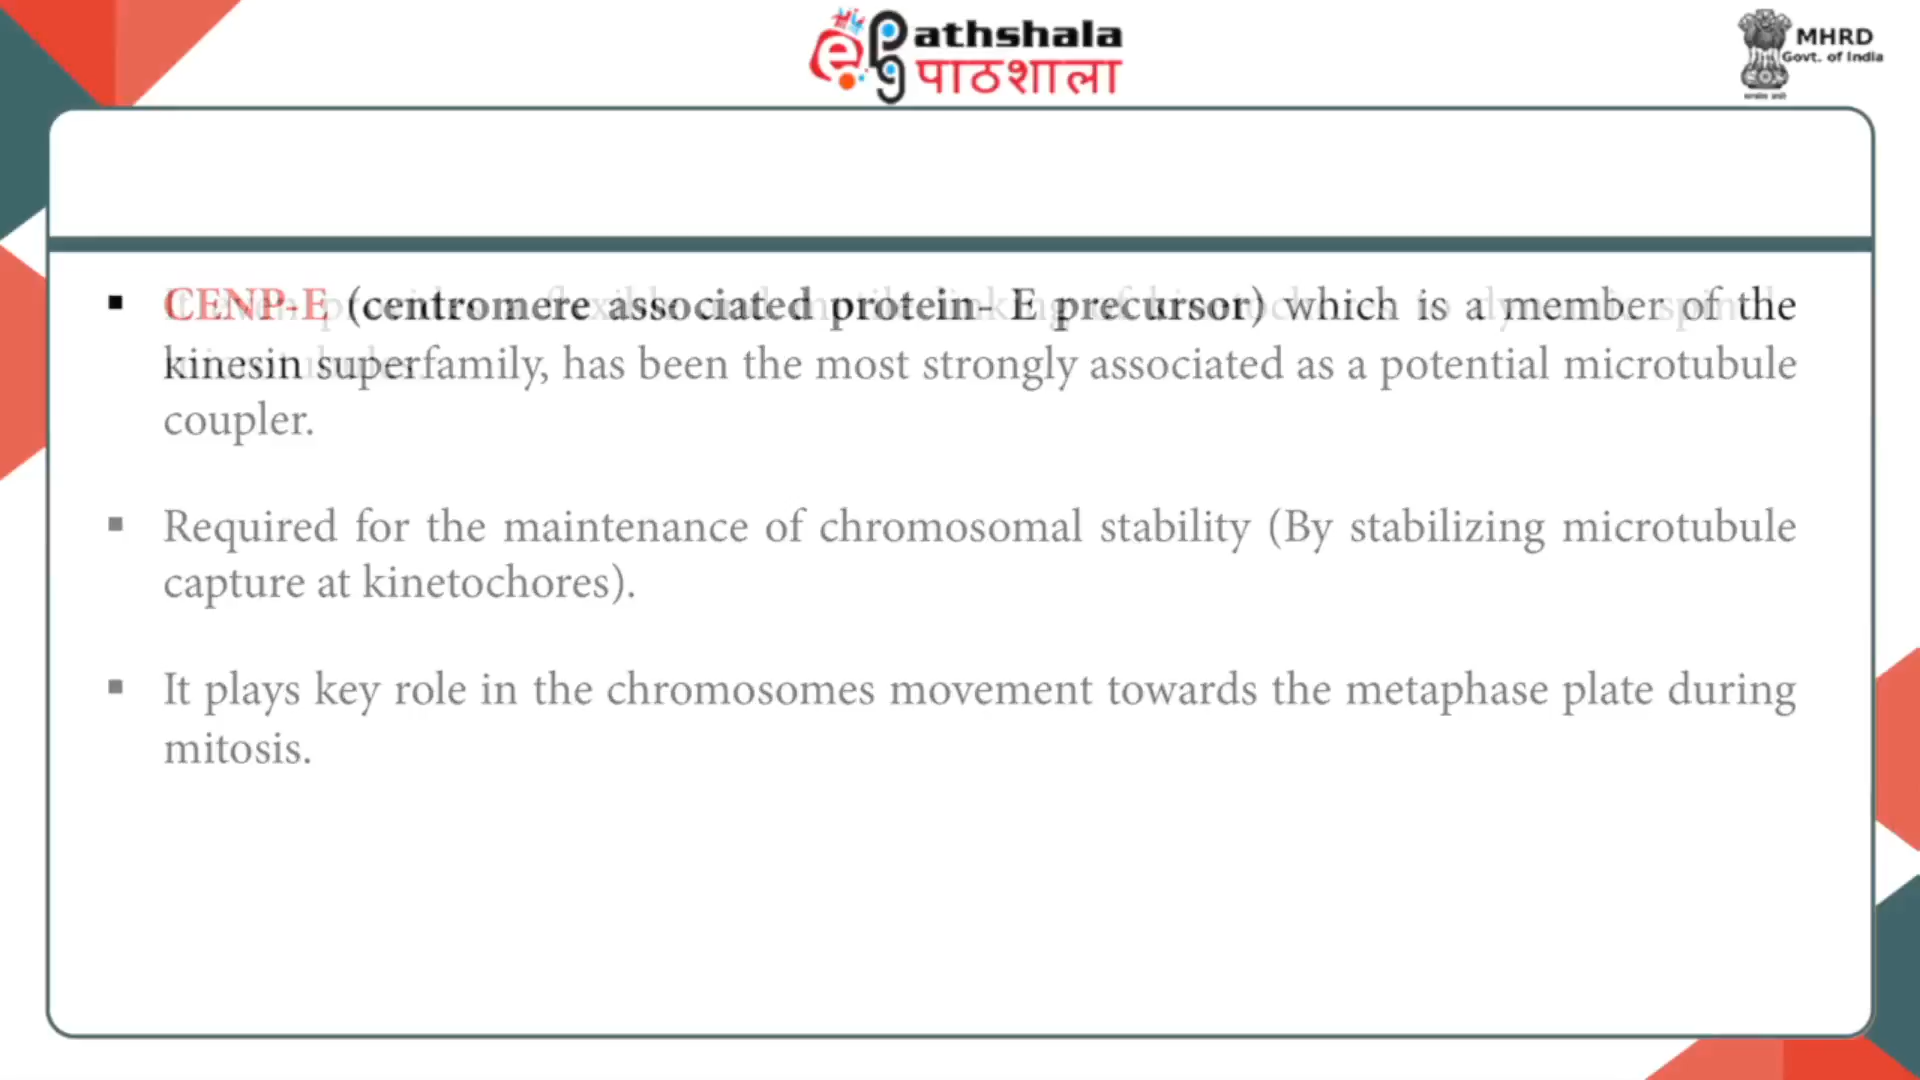 Pathshala
पाठशाला
MHRD
Govt. of India
▪ CENP-E (centromere associated protein- E precursor) which is a member of the
kinesin superfamily, has been the most strongly associated as a potential microtubule
coupler.
▪ Required for the maintenance of chromosomal stability (By stabilizing microtubule
capture at kinetochores).
▪ It plays key role in the chromosomes movement towards the metaphase plate during
mitosis.